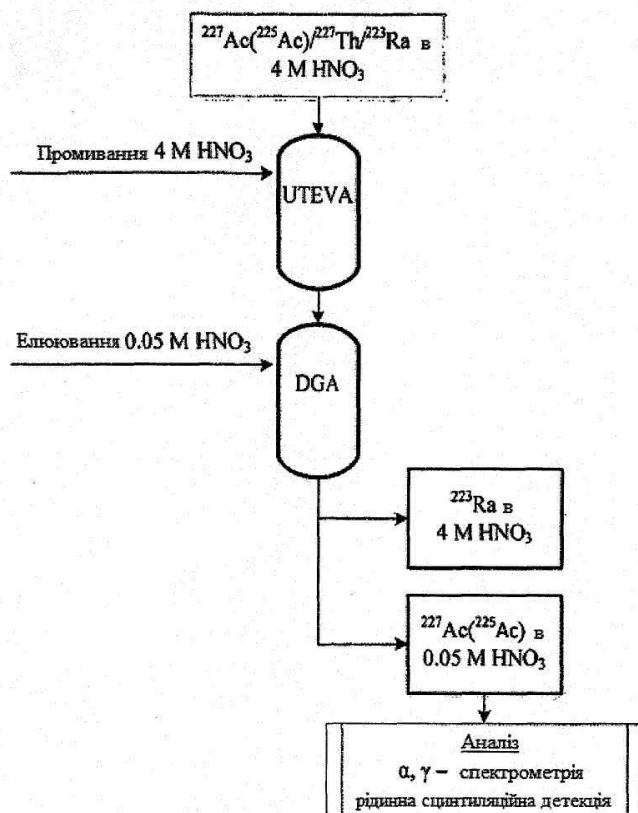 ²²⁷Ac(²²⁵Ac)/²²⁷Th/²²³Ra в
4 M HNO₃
Промивання 4 M HNO₃
UTEVA
Елюювання 0.05 M HNO₃
DGA
²²³Ra в
4 M HNO₃
²²⁷Ac(²²⁵Ac) в
0.05 M HNO₃
Аналіз
α, γ – спектрометрія
рідинна сцинтиляційна детекція